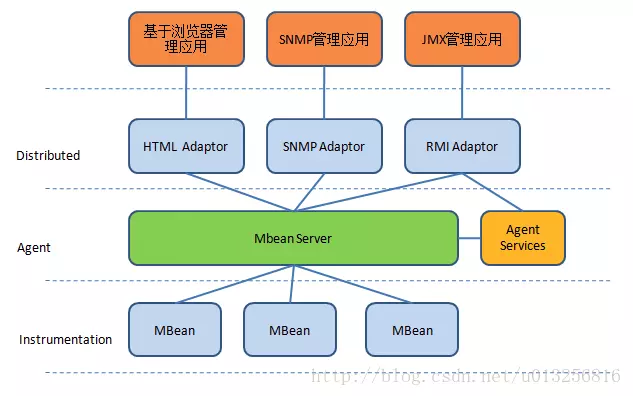 基于浏览器管
理应用
SNMP管理应用
JMX管理应用
Distributed
HTML Adaptor
SNMP Adaptor
RMI Adaptor
Agent
Mbean Server
Agent
Services
Instrumentation
MBean
MBean
MBean
http://blog.csdn.net/u013256816